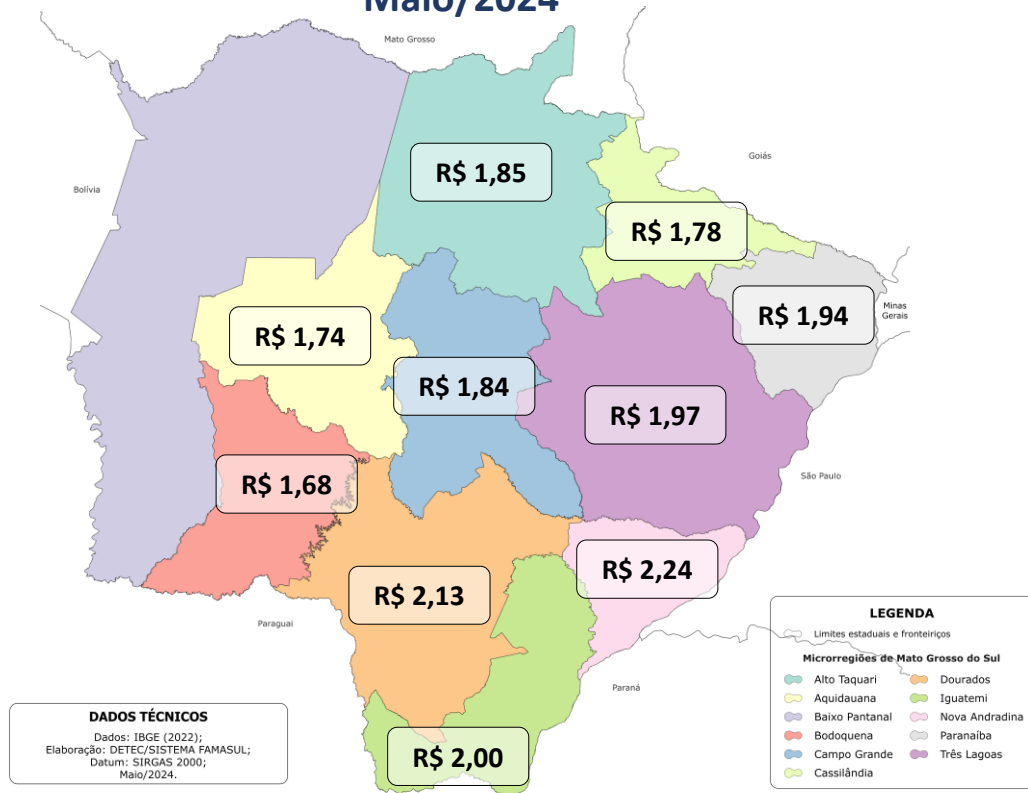 Maio/2024
Mato Grosso
Goiás
Bolívia
R$ 1,85
R$ 1,78
Minas
Gerais
R$ 1,94
R$ 1,74
R$ 1,84
R$ 1,97
R$ 1,68
São Paulo
R$ 2,24
R$ 2,13
Paraguai
Paraná
R$ 2,00
LEGENDA
Limites estaduais e fronteiriços
Microrregiões de Mato Grosso do Sul
Alto Taquari
Aquidauana
Baixo Pantanal
Bodoquena
Campo Grande
Cassilândia
Dourados
Iguatemi
Nova Andradina
Paranaíba
Três Lagoas
DADOS TÉCNICOS
Dados: IBGE (2022);
Elaboração: DETEC/SISTEMA FAMASUL;
Datum: SIRGAS 2000;
Maio/2024.